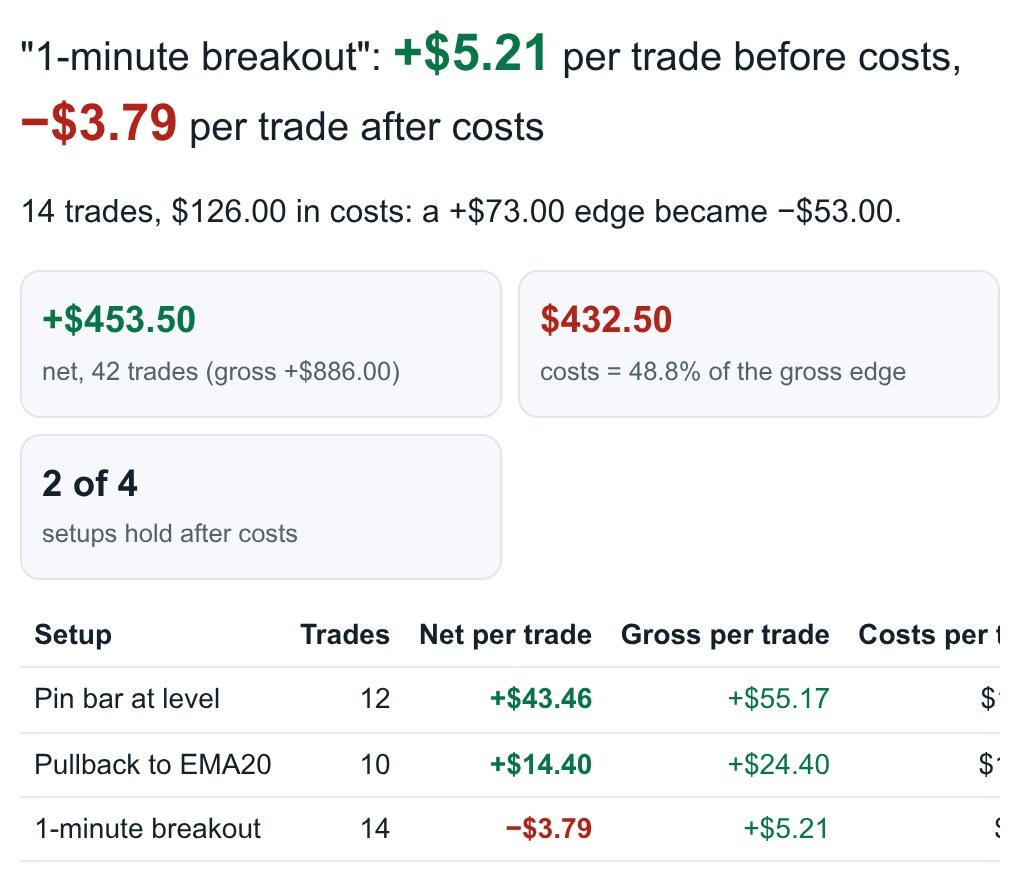 "1-minute breakout": +$5.21 per trade before costs,
−$3.79 per trade after costs
14 trades, $126.00 in costs: a +$73.00 edge became −$53.00.
+$453.50
net, 42 trades (gross +$886.00)
$432.50
costs = 48.8% of the gross edge
2 of 4
setups hold after costs
Setup Trades Net per trade Gross per trade Costs per
Pin bar at level 12 +$43.46 +$55.17
Pullback to EMA20 10 +$14.40 +$24.40
1-minute breakout 14 −$3.79 +$5.21